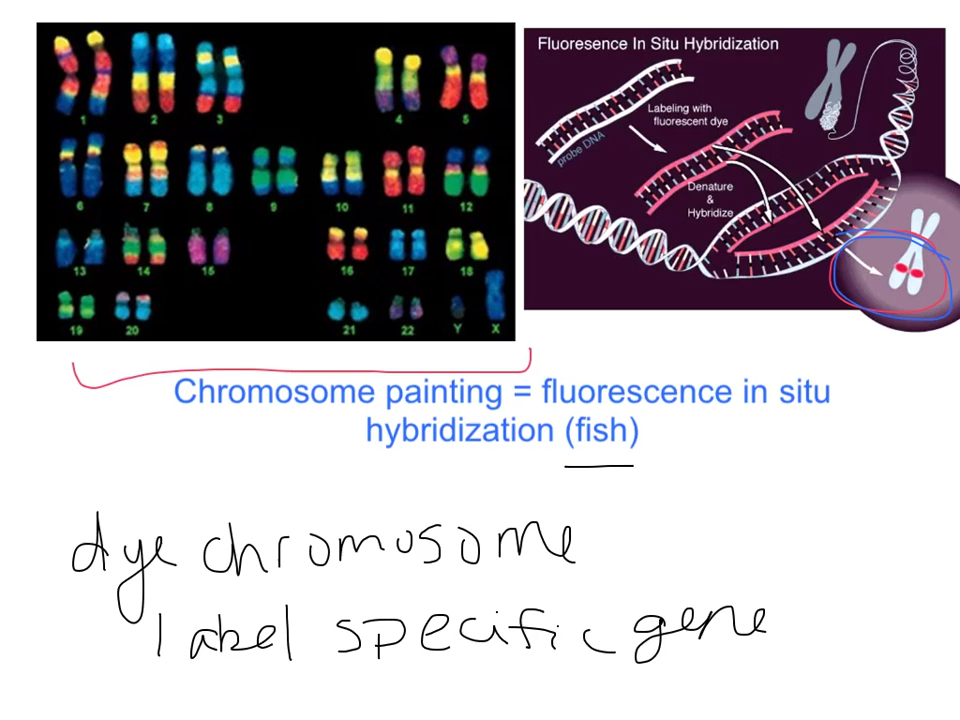 Fluoresence In Situ Hybridization
Labeling with
fluorescent dye
probe DNA
Denature
&
Hybridize
1 2 3 4 5
6 7 8 9 10 11 12
13 14 15 16 17 18
19 20 21 22 Y X
Chromosome painting = fluorescence in situ
hybridization (fish)
dye chromosome
label specific gene